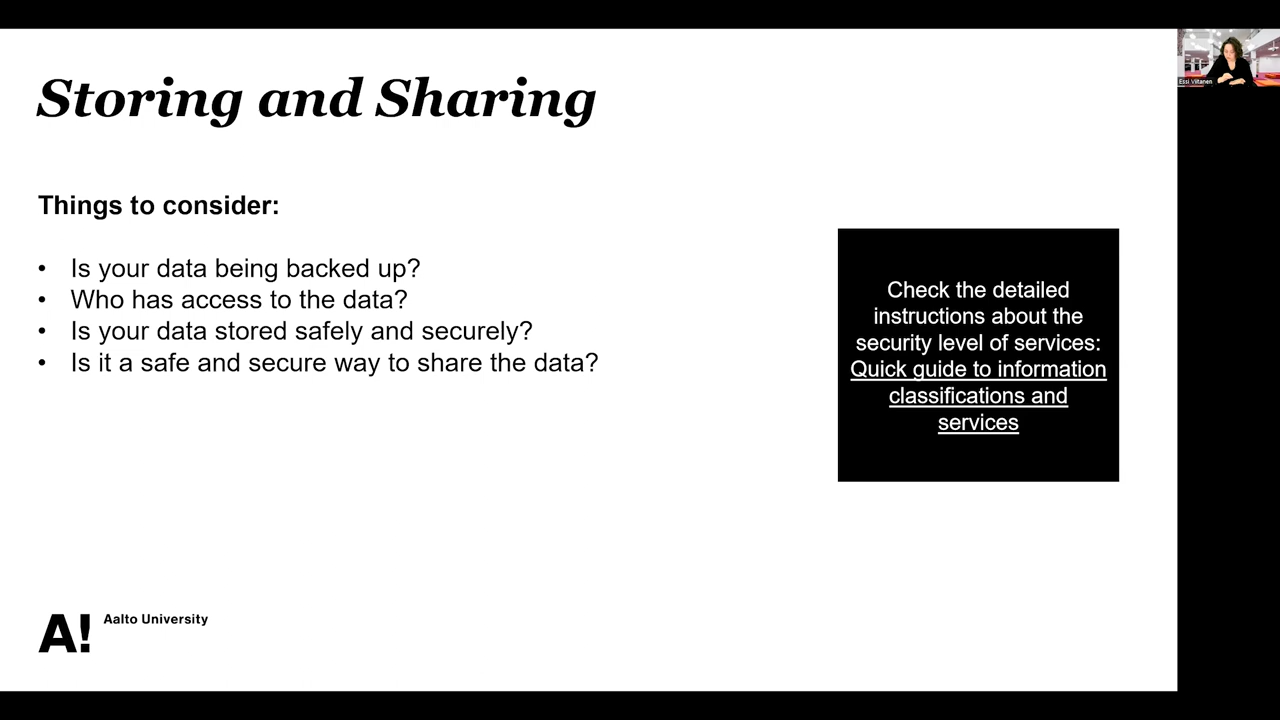 Storing and Sharing
Things to consider:
• Is your data being backed up?
• Who has access to the data?
• Is your data stored safely and securely?
• Is it a safe and secure way to share the data?
Check the detailed
instructions about the
security level of services:
Quick guide to information
classifications and
services
A! Aalto University
Essi Viitanen